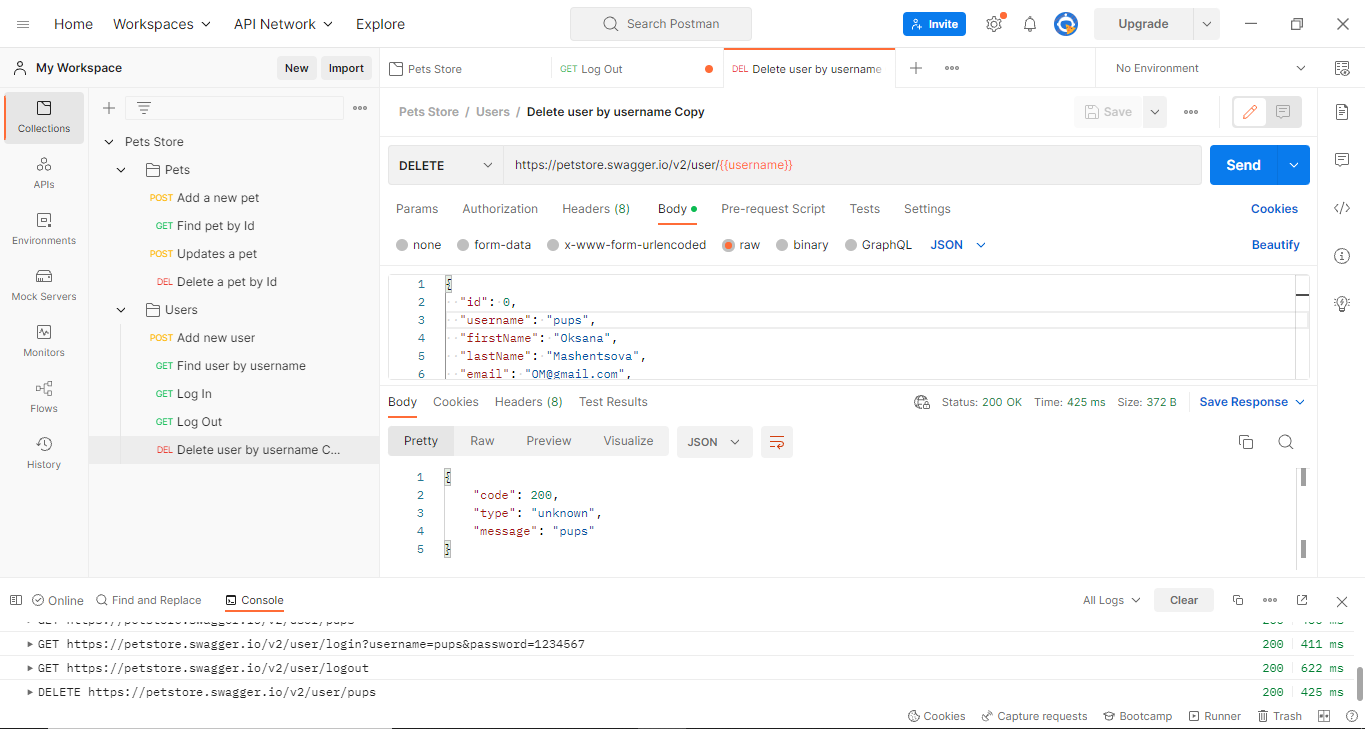 Home Workspaces API Network Explore Search Postman Invite Upgrade
My Workspace New Import Pets Store GET Log Out DEL Delete user by username No Environment
Pets Store / Users / Delete user by username Copy Save
Collections
APIs
Environments
Mock Servers
Monitors
Flows
History
Pets Store
Pets
POST Add a new pet
GET Find pet by Id
POST Updates a pet
DEL Delete a pet by Id
Users
POST Add new user
GET Find user by username
GET Log In
GET Log Out
DEL Delete user by username C...
DELETE https://petstore.swagger.io/v2/user/{{username}} Send
Params Authorization Headers (8) Body Pre-request Script Tests Settings Cookies
none form-data x-www-form-urlencoded raw binary GraphQL JSON Beautify
1 {
2 "id": 0,
3 "username": "pups",
4 "firstName": "Oksana",
5 "lastName": "Mashentsova",
6 "email": "OM@gmail.com",
Body Cookies Headers (8) Test Results Status: 200 OK Time: 425 ms Size: 372 B Save Response
Pretty Raw Preview Visualize JSON
1 {
2 "code": 200,
3 "type": "unknown",
4 "message": "pups"
5 }
Online Find and Replace Console All Logs Clear
GET https://petstore.swagger.io/v2/user/pups 200
GET https://petstore.swagger.io/v2/user/login?username=pups&password=1234567 200 411 ms
GET https://petstore.swagger.io/v2/user/logout 200 622 ms
DELETE https://petstore.swagger.io/v2/user/pups 200 425 ms
Cookies Capture requests Bootcamp Runner Trash